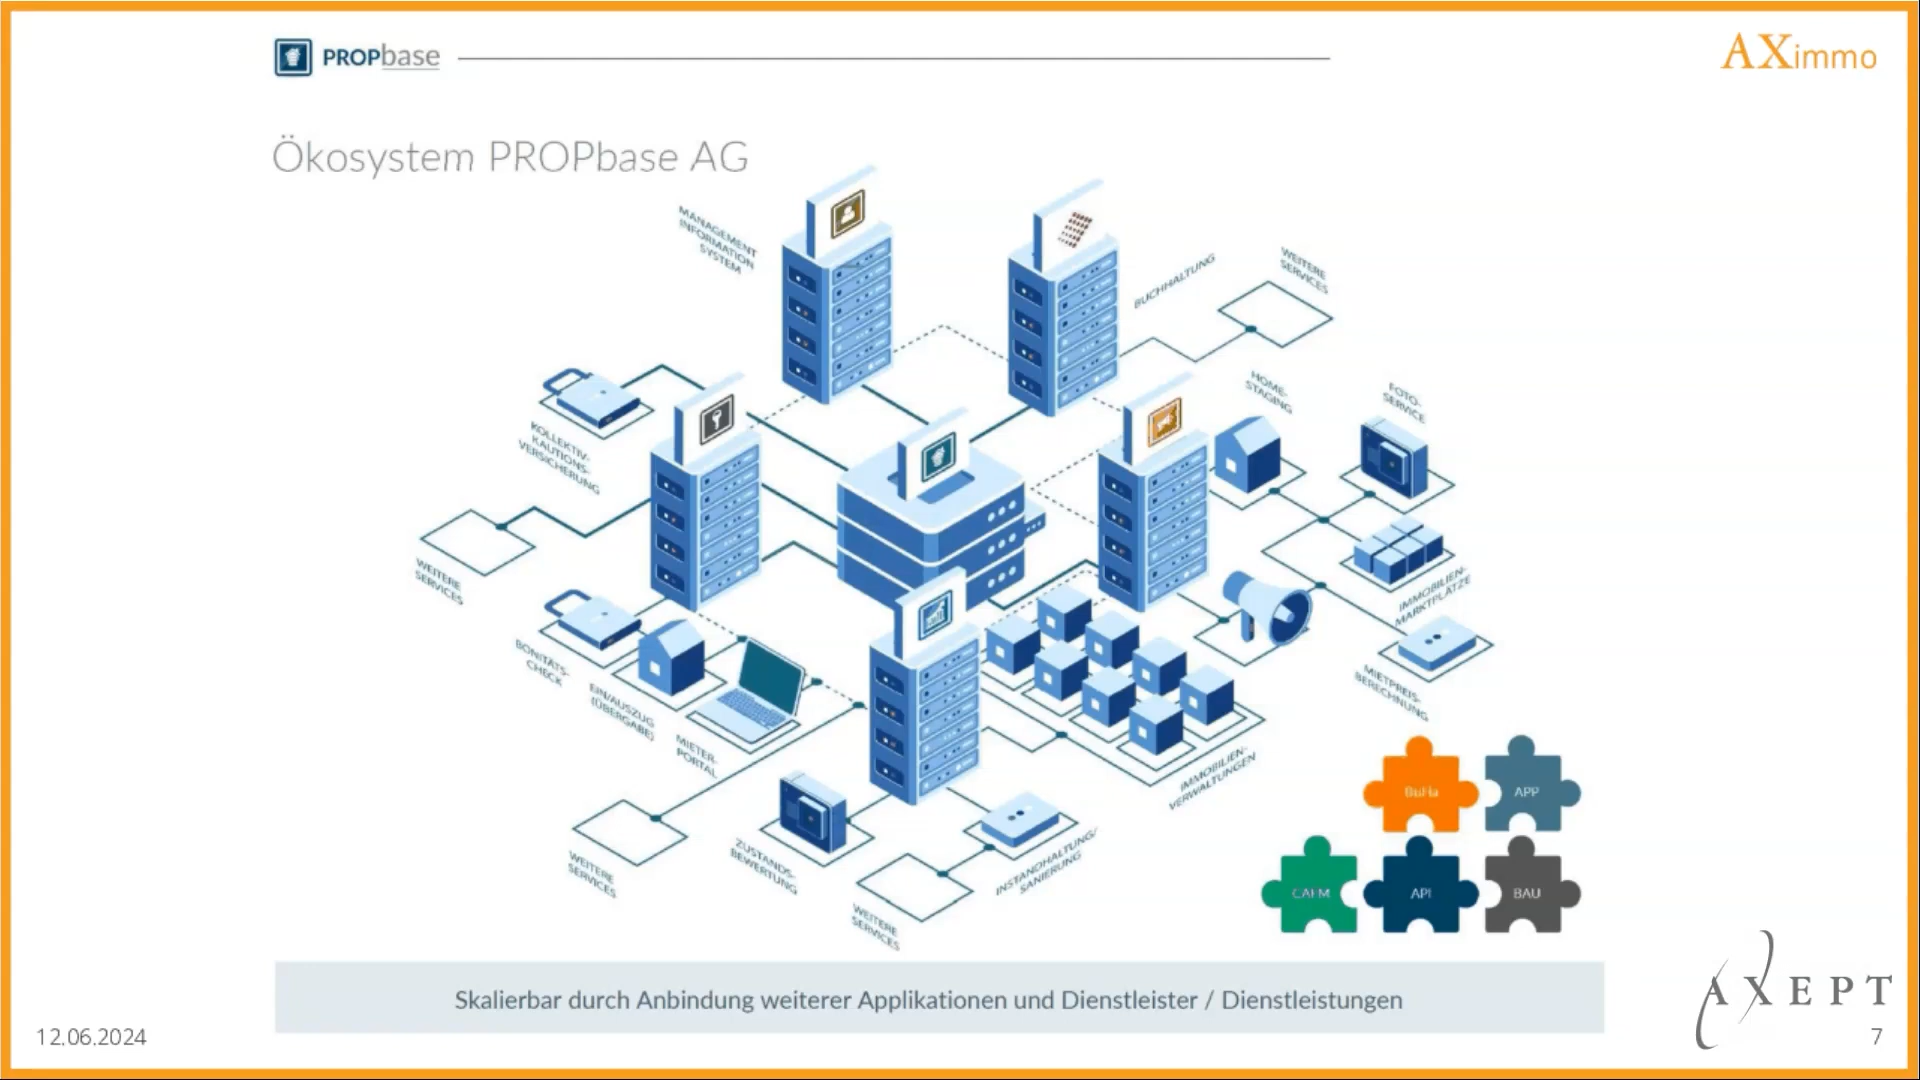 PROPbase
AXimmo
Ökosystem PROPbase AG
MANAGEMENT
INFORMATION
SYSTEM
BUCHHALTUNG
WEITERE
SERVICES
HOME-
STAGING
FOTO-
SERVICE
KOLLEKTIV-
KAUTIONS-
VERSICHERUNG
WEITERE
SERVICES
IMMOBILIEN-
MARKTPLÄTZE
BONITÄTS-
CHECK
EIN/AUSZUG
(ÜBERGABE)
MIETER-
PORTAL
MIETPREIS-
BERECHNUNG
IMMOBILIEN-
VERWALTUNGEN
WEITERE
SERVICES
ZUSTANDS-
BEWERTUNG
INSTANDHALTUNG/
SANIERUNG
WEITERE
SERVICES
BuHa
APP
CAFM
API
BAU
Skalierbar durch Anbindung weiterer Applikationen und Dienstleister / Dienstleistungen
AXEPT
12.06.2024
7